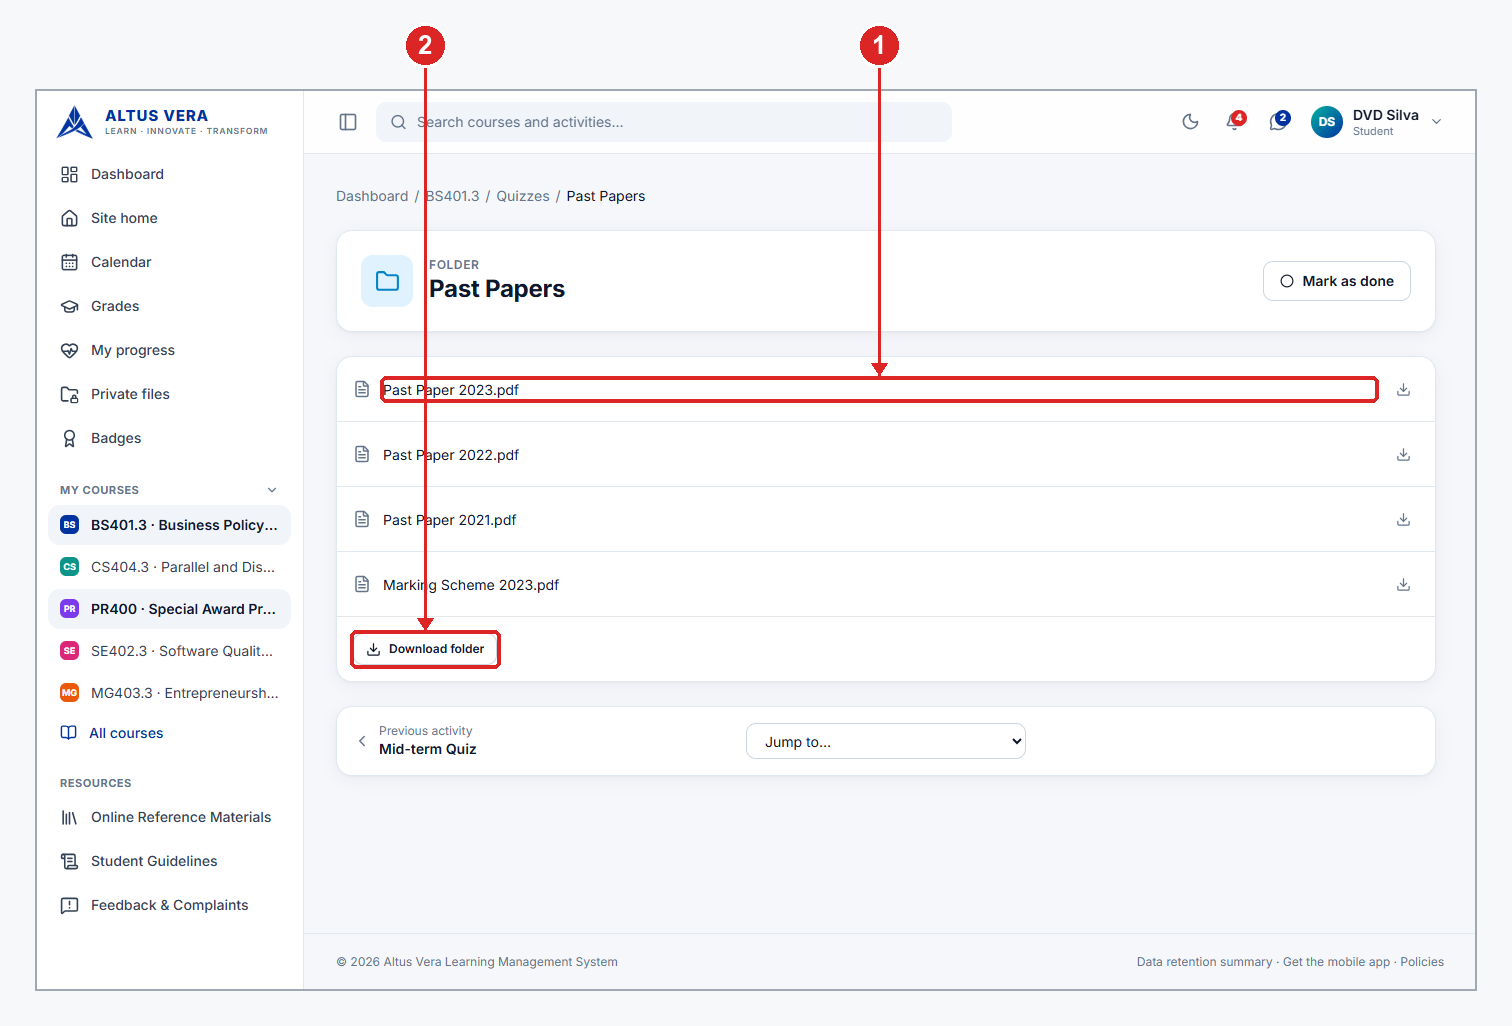 2
1
ALTUS VERA
LEARN · INNOVATE · TRANSFORM
Search courses and activities...
4
2
DS
DVD Silva
Student
Dashboard
Site home
Calendar
Grades
My progress
Private files
Badges
MY COURSES
BS BS401.3 · Business Policy...
CS CS404.3 · Parallel and Dis...
PR PR400 · Special Award Pr...
SE SE402.3 · Software Qualit...
MG MG403.3 · Entrepreneursh...
All courses
RESOURCES
Online Reference Materials
Student Guidelines
Feedback & Complaints
Dashboard / BS401.3 / Quizzes / Past Papers
FOLDER
Past Papers
Mark as done
Past Paper 2023.pdf
Past Paper 2022.pdf
Past Paper 2021.pdf
Marking Scheme 2023.pdf
Download folder
Previous activity
Mid-term Quiz
Jump to...
© 2026 Altus Vera Learning Management System
Data retention summary · Get the mobile app · Policies